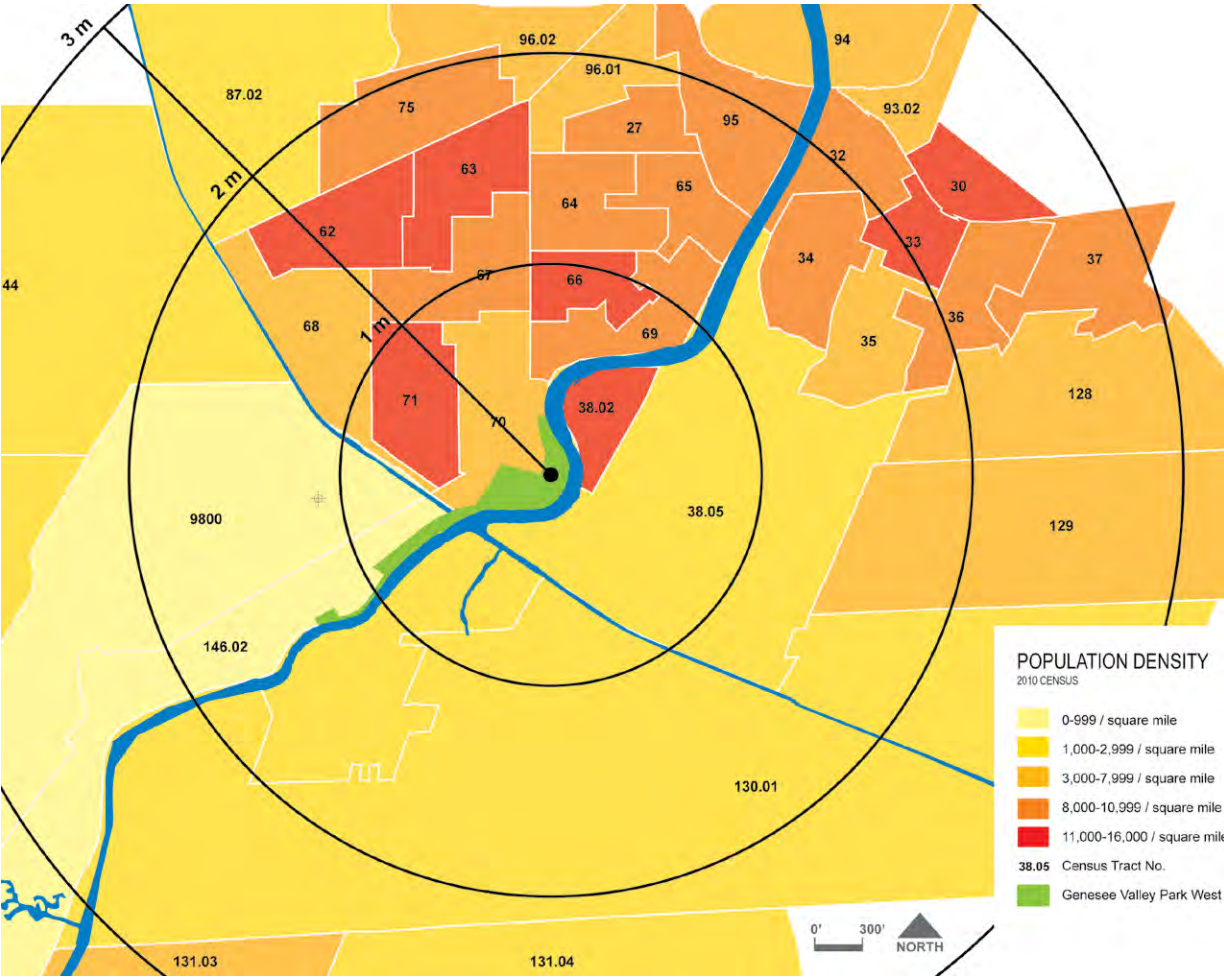 3 m
94
96.02
96.01
87.02
75
93.02
27
95
32
63
2 m
65
30
64
62
33
34
37
67
66
44
36
68
1 m
69
35
71
128
38.02
70
9800
38.05
129
146.02
130.01
131.03
131.04
POPULATION DENSITY
2010 CENSUS
0-999 / square mile
1,000-2,999 / square mile
3,000-7,999 / square mile
8,000-10,999 / square mile
11,000-16,000 / square mile
38.05 Census Tract No.
Genesee Valley Park West
0' 300'
NORTH